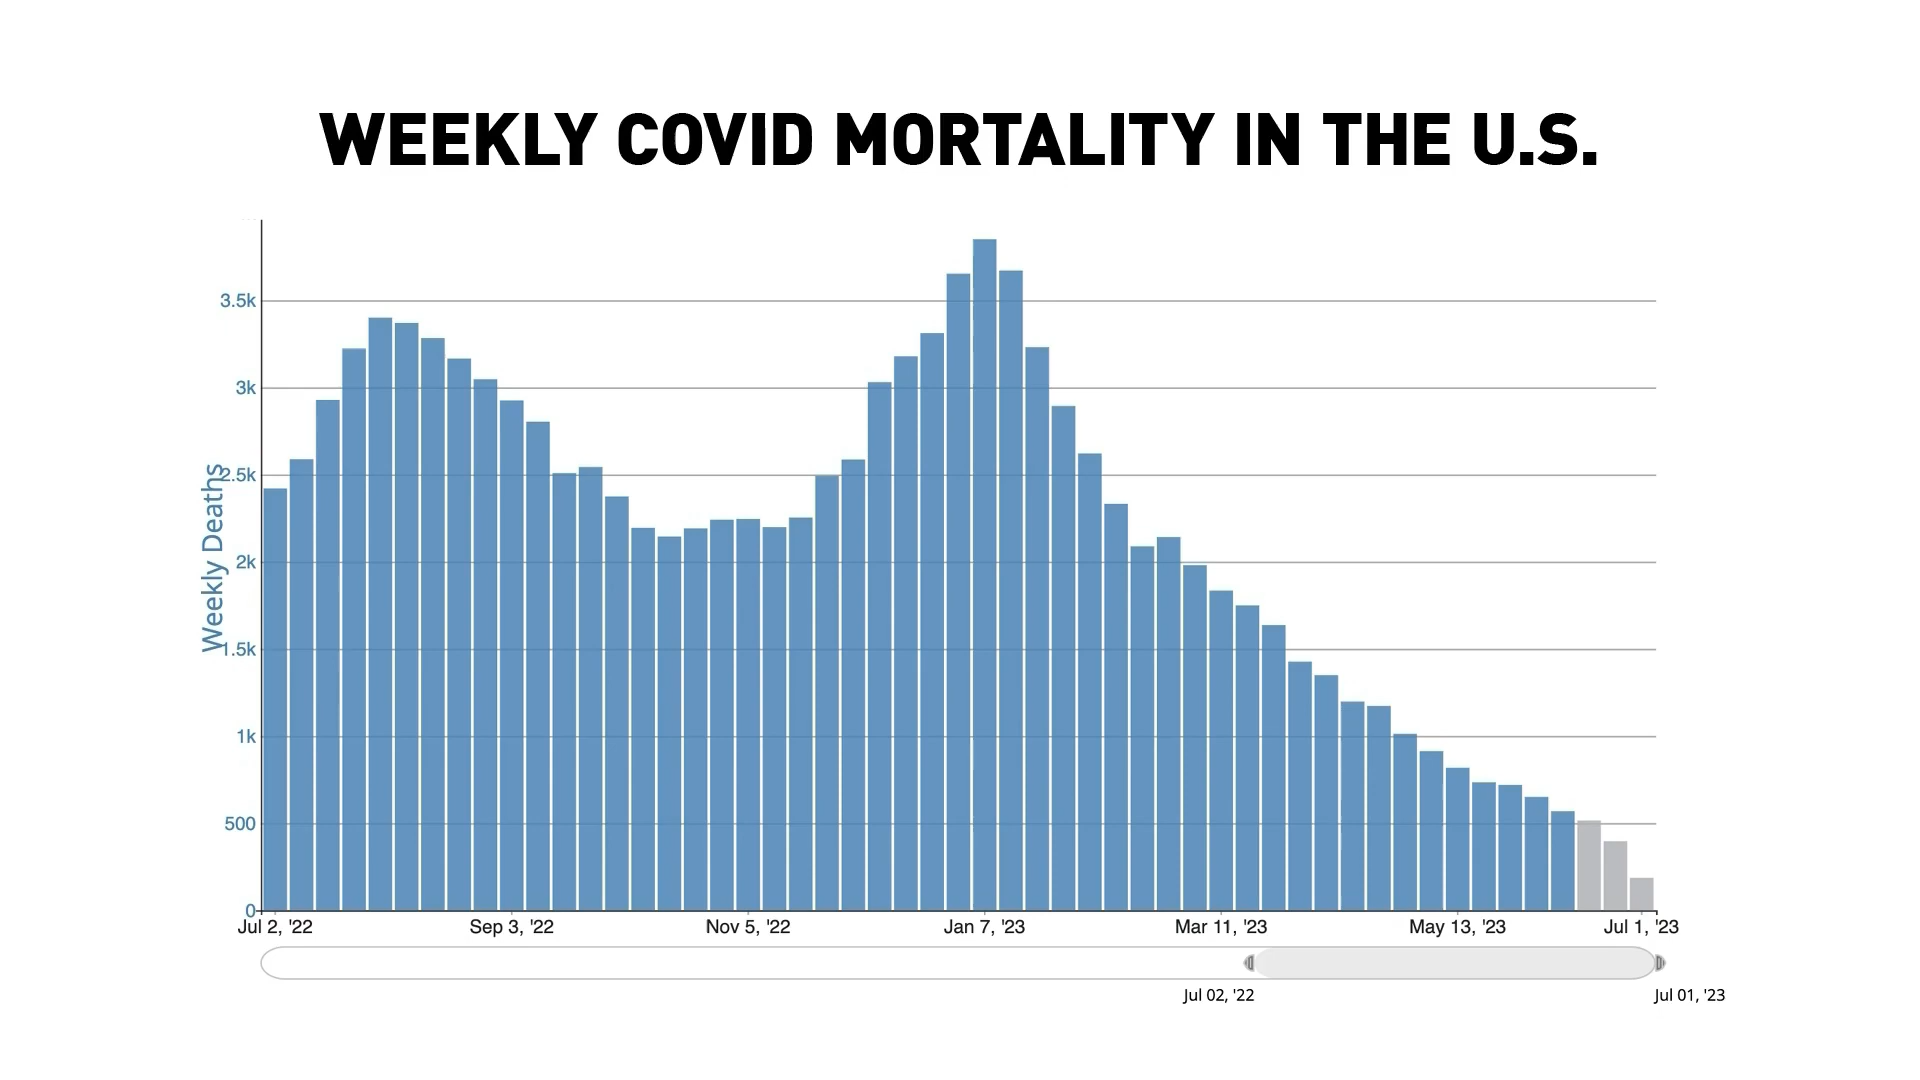 WEEKLY COVID MORTALITY IN THE U.S.
Weekly Deaths
3.5k
3k
2.5k
2k
1.5k
1k
500
0
Jul 2, '22 Sep 3, '22 Nov 5, '22 Jan 7, '23 Mar 11, '23 May 13, '23 Jul 1, '23
Jul 02, '22 Jul 01, '23